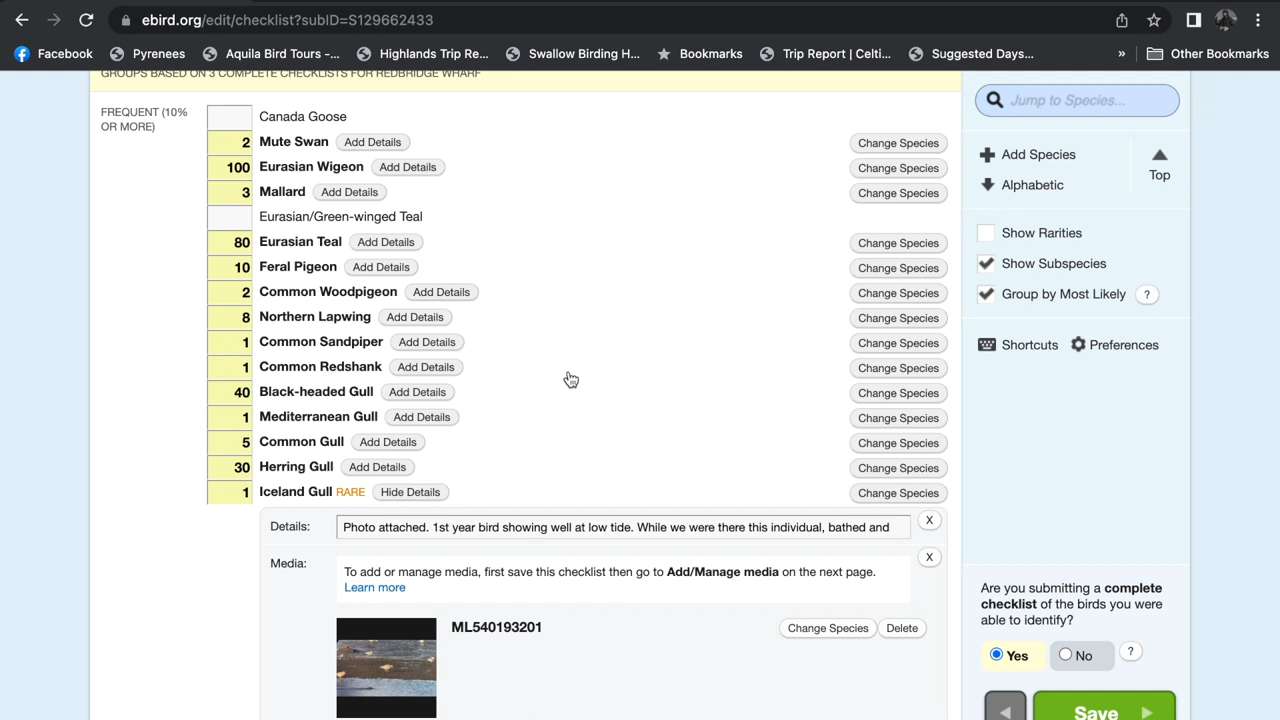 ebird.org/edit/checklist?subID=S129662433
Facebook Pyrenees Aquila Bird Tours -... Highlands Trip Re... Swallow Birding H... Bookmarks Trip Report | Celti... Suggested Days... » Other Bookmarks
GROUPS BASED ON 3 COMPLETE CHECKLISTS FOR REDBRIDGE WHARF
FREQUENT (10% OR MORE)
Canada Goose
2 Mute Swan Add Details Change Species
100 Eurasian Wigeon Add Details Change Species
3 Mallard Add Details Change Species
Eurasian/Green-winged Teal
80 Eurasian Teal Add Details Change Species
10 Feral Pigeon Add Details Change Species
2 Common Woodpigeon Add Details Change Species
8 Northern Lapwing Add Details Change Species
1 Common Sandpiper Add Details Change Species
1 Common Redshank Add Details Change Species
40 Black-headed Gull Add Details Change Species
1 Mediterranean Gull Add Details Change Species
5 Common Gull Add Details Change Species
30 Herring Gull Add Details Change Species
1 Iceland Gull RARE Hide Details Change Species
Details: Photo attached. 1st year bird showing well at low tide. While we were there this individual, bathed and X
Media: X
To add or manage media, first save this checklist then go to Add/Manage media on the next page.
Learn more
ML540193201 Change Species Delete
Jump to Species...
Add Species
Alphabetic
Top
Show Rarities
Show Subspecies
Group by Most Likely ?
Shortcuts Preferences
Are you submitting a complete
checklist of the birds you were
able to identify?
Yes No ?
Save